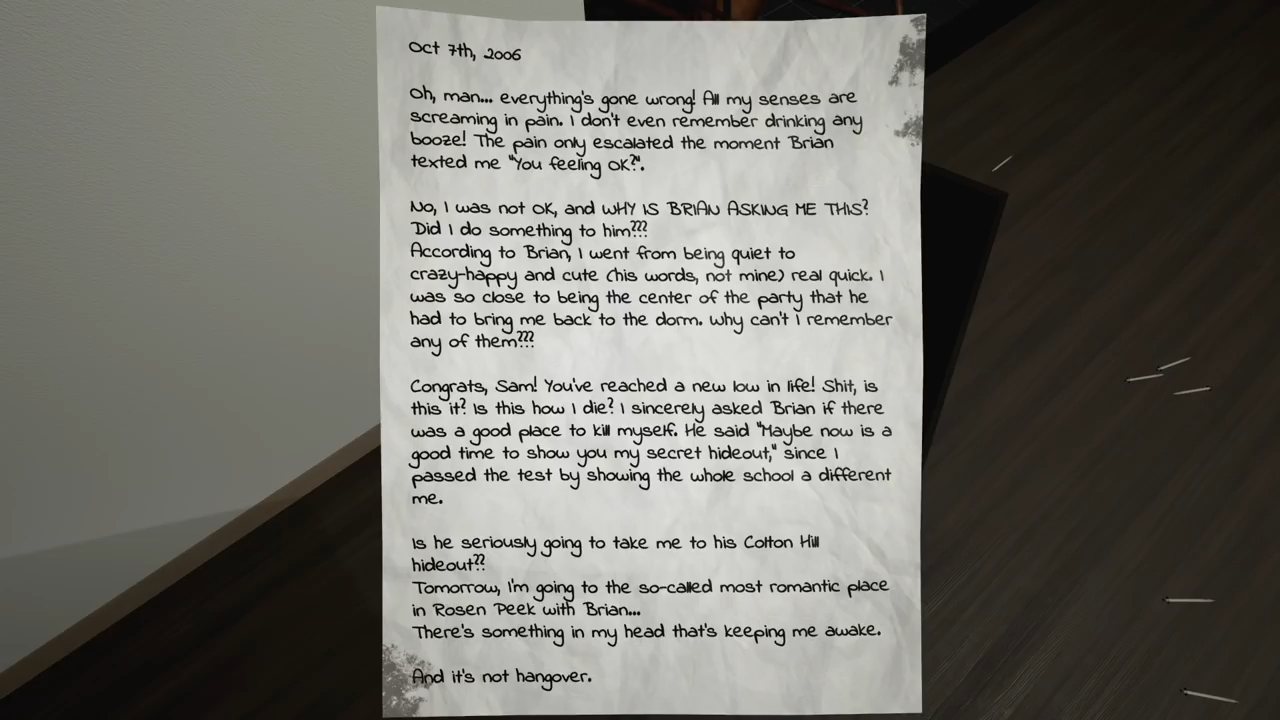 Oct 7th, 2006
Oh, man... everything's gone wrong! All my senses are
screaming in pain. I don't even remember drinking any
booze! The pain only escalated the moment Brian
texted me "You feeling OK?".
No, I was not OK, and WHY IS BRIAN ASKING ME THIS?
Did I do something to him???
According to Brian, I went from being quiet to
crazy-happy and cute (his words, not mine) real quick. I
was so close to being the center of the party that he
had to bring me back to the dorm. Why can't I remember
any of them???
Congrats, Sam! You've reached a new low in life! Shit, is
this it? Is this how I die? I sincerely asked Brian if there
was a good place to kill myself. He said "Maybe now is a
good time to show you my secret hideout," since I
passed the test by showing the whole school a different
me.
Is he seriously going to take me to his Colton Hill
hideout??
Tomorrow, I'm going to the so-called most romantic place
in Rosen Peek with Brian...
There's something in my head that's keeping me awake.
And it's not hangover.